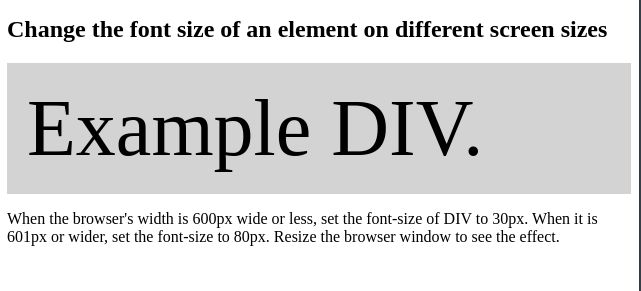 Change the font size of an element on different screen sizes
Example DIV.
When the browser's width is 600px wide or less, set the font-size of DIV to 30px. When it is
601px or wider, set the font-size to 80px. Resize the browser window to see the effect.